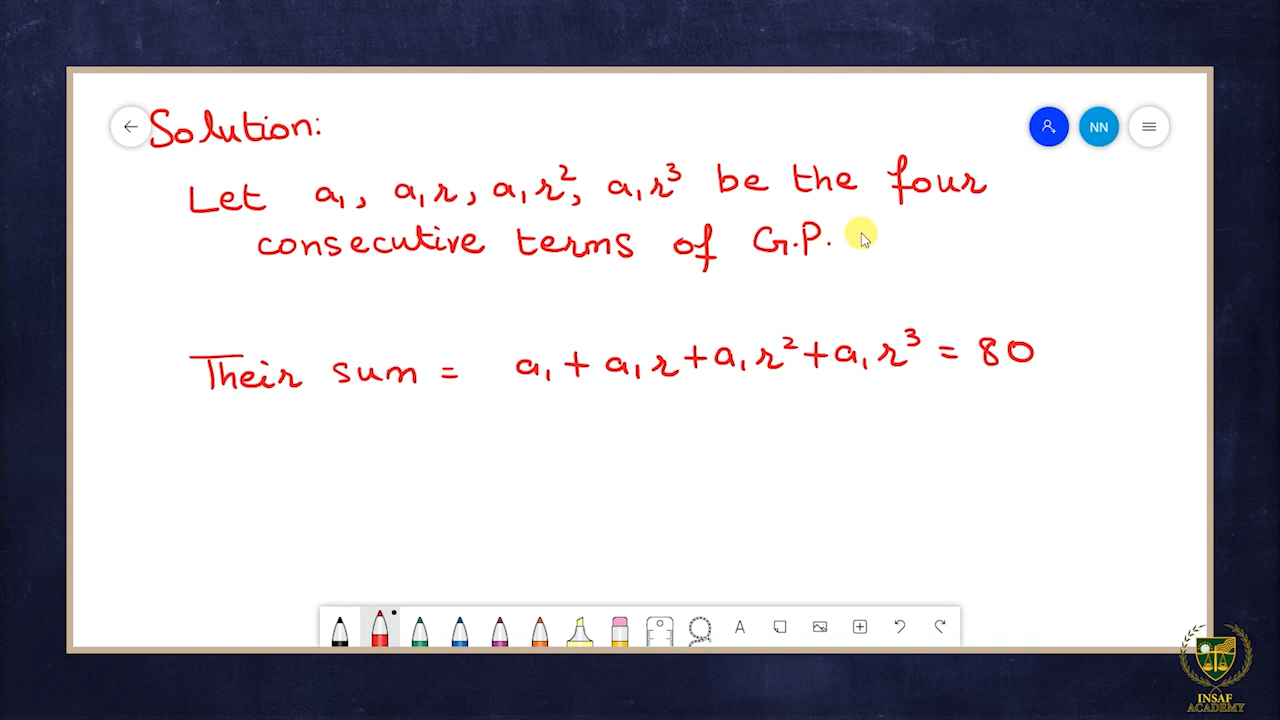 Solution:
NN
Let a₁, a₁r, a₁r², a₁r³ be the four
consecutive terms of G.P.
Their sum = a₁ + a₁r + a₁r² + a₁r³ = 80
A
INSAF
ACADEMY